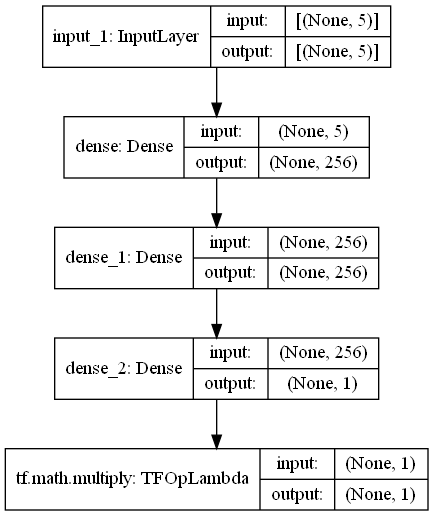 input_1: InputLayer
input: [(None, 5)]
output: [(None, 5)]
dense: Dense
input: (None, 5)
output: (None, 256)
dense_1: Dense
input: (None, 256)
output: (None, 256)
dense_2: Dense
input: (None, 256)
output: (None, 1)
tf.math.multiply: TFOpLambda
input: (None, 1)
output: (None, 1)